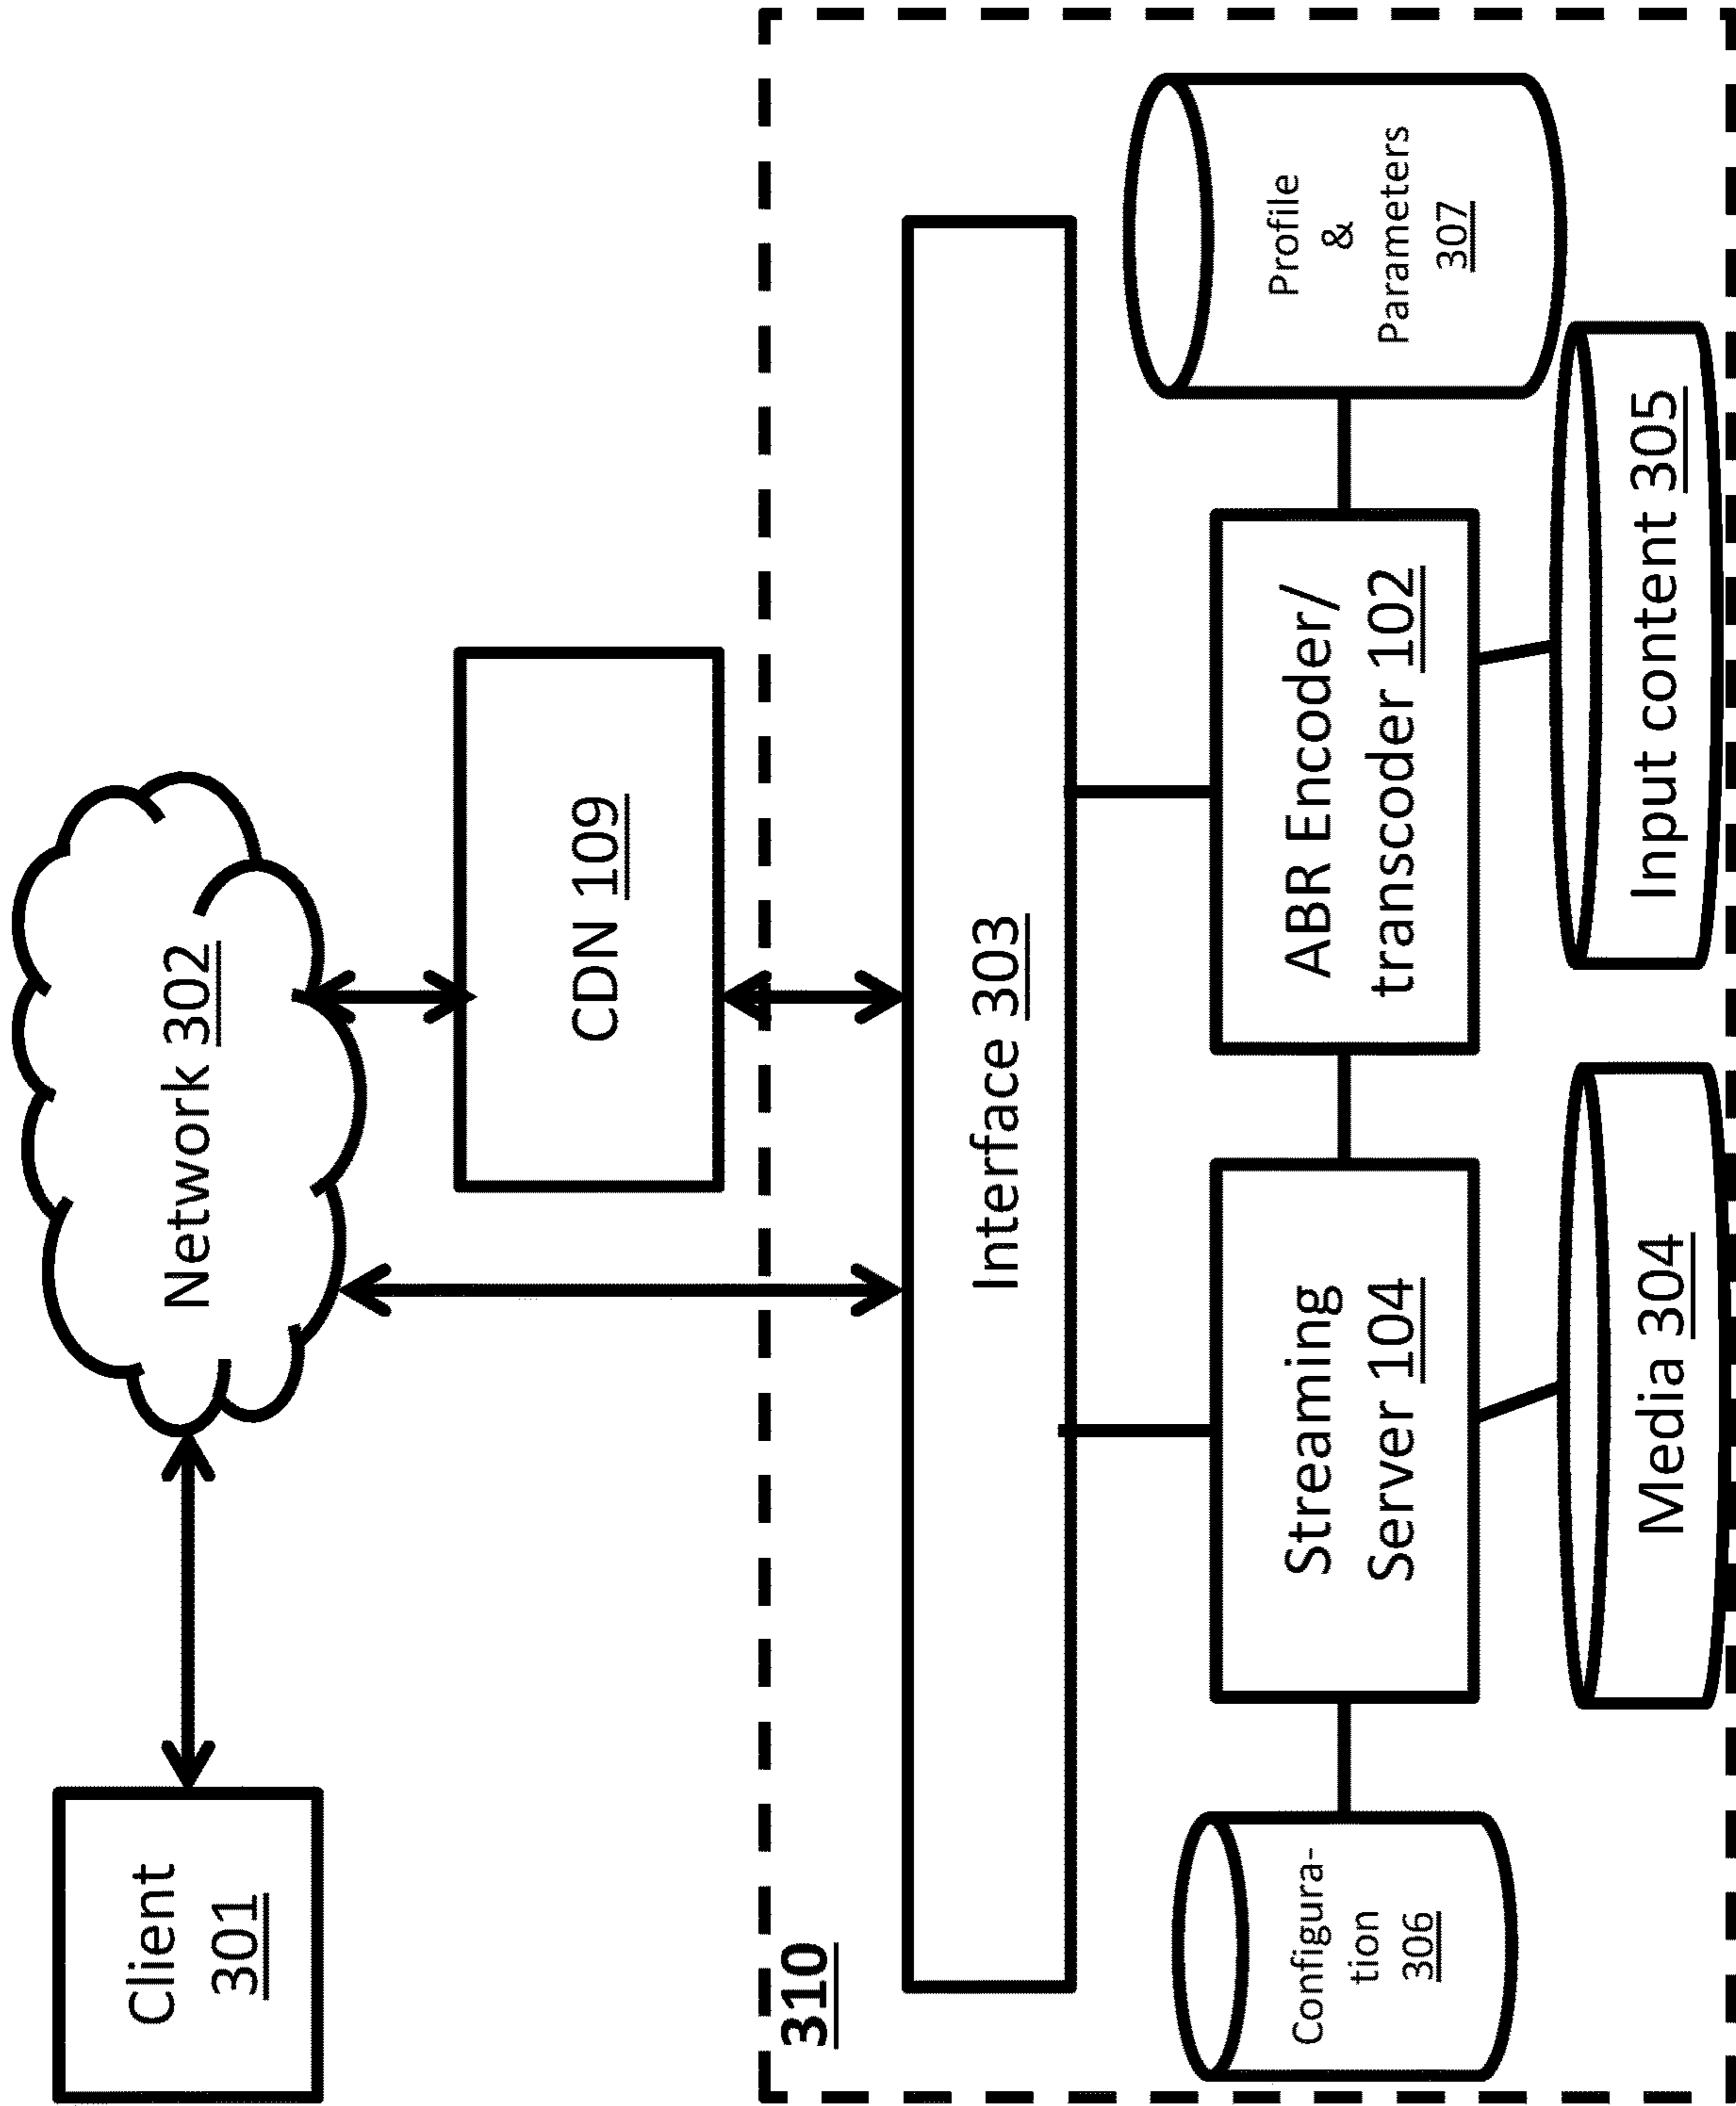 Client
301
Network 302
CDN 109
310
Interface 303
Configura-
tion
306
Streaming
Server 104
ABR Encoder/
transcoder 102
Profile
&
Parameters
307
Media 304
Input content 305